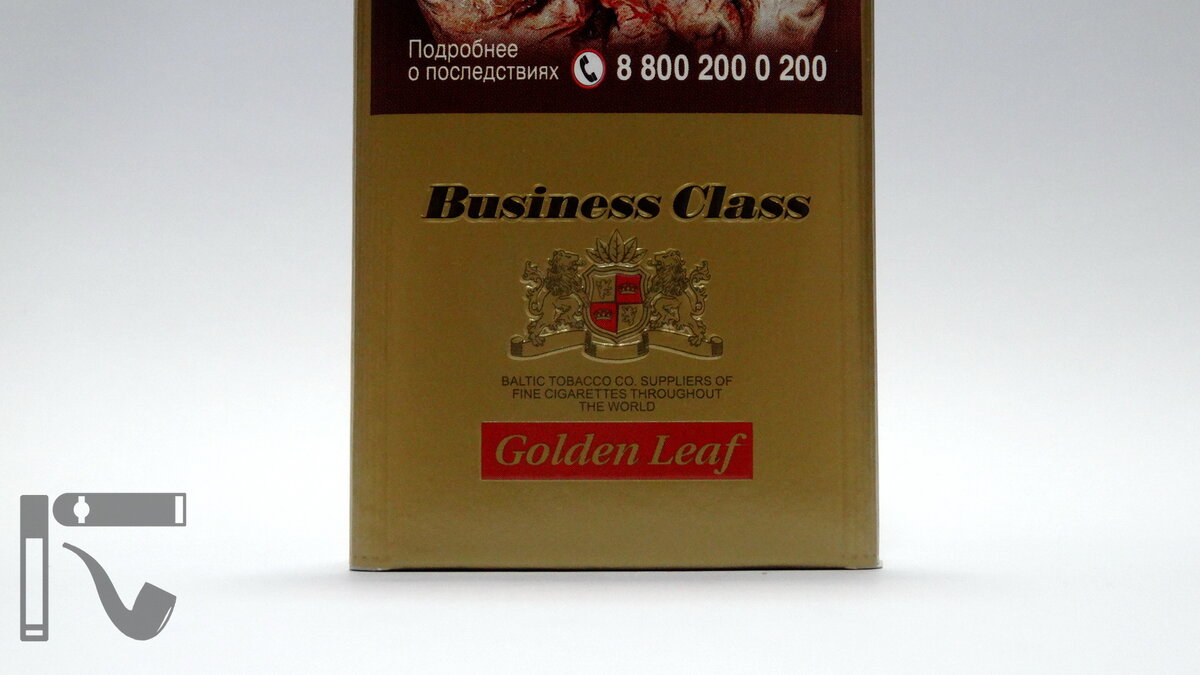 Подробнее
о последствиях 8 800 200 0 200
Business Class
BALTIC TOBACCO CO. SUPPLIERS OF
FINE CIGARETTES THROUGHOUT
THE WORLD
Golden Leaf